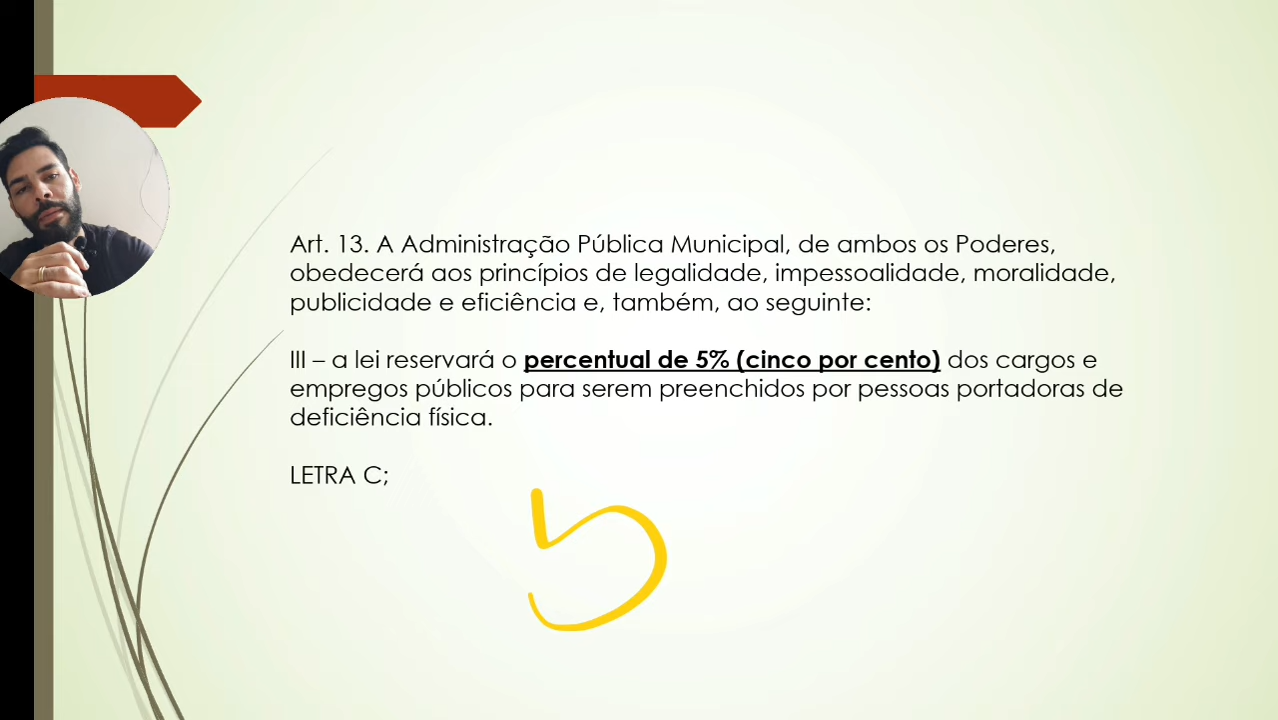 Art. 13. A Administração Pública Municipal, de ambos os Poderes,
obedecerá aos princípios de legalidade, impessoalidade, moralidade,
publicidade e eficiência e, também, ao seguinte:
III – a lei reservará o percentual de 5% (cinco por cento) dos cargos e
empregos públicos para serem preenchidos por pessoas portadoras de
deficiência física.
LETRA C;
5